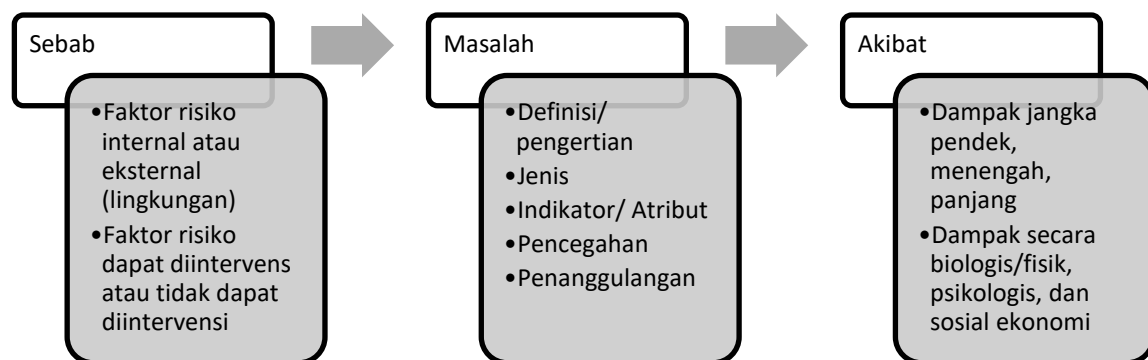 Sebab
•Faktor risiko
internal atau
eksternal
(lingkungan)
•Faktor risiko
dapat diintervens
atau tidak dapat
diintervensi
Masalah
•Definisi/
pengertian
•Jenis
•Indikator/ Atribut
•Pencegahan
•Penanggulangan
Akibat
•Dampak jangka
pendek,
menengah,
panjang
•Dampak secara
biologis/fisik,
psikologis, dan
sosial ekonomi